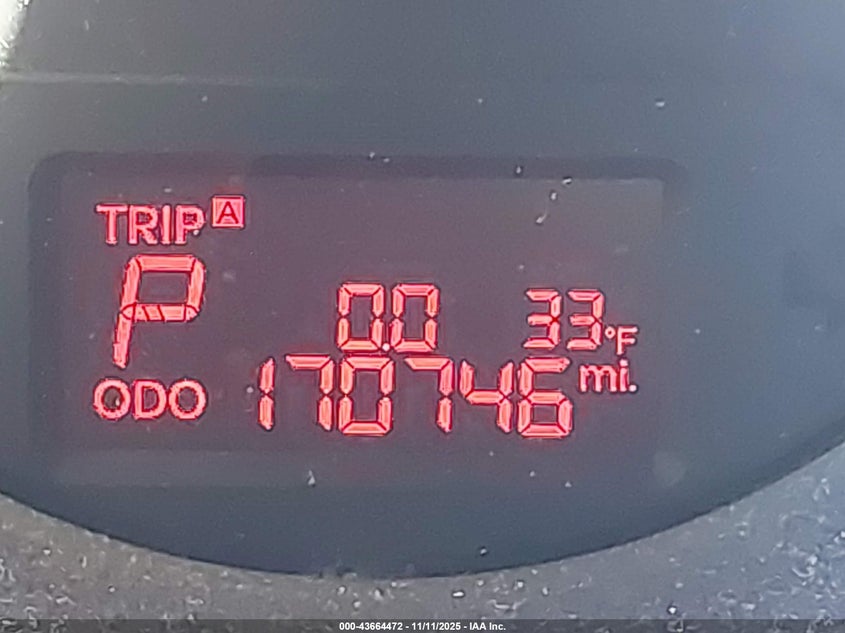 TRIP A
P
0.0 33°F
ODO 170746 mi.
000-43664472 - 11/11/2025 - IAA Inc.